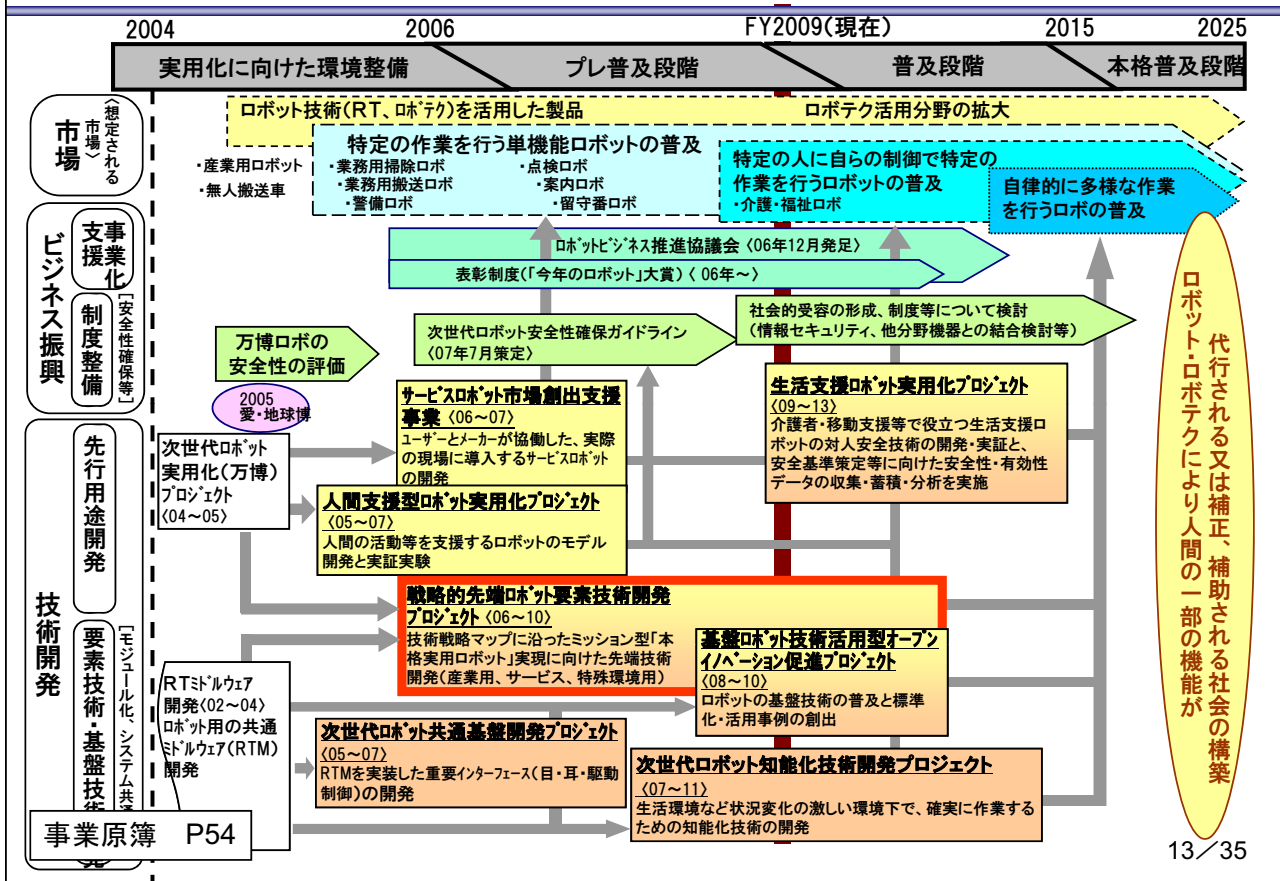 2004
2006
FY2009(現在)
2015
2025
実用化に向けた環境整備
プレ普及段階
普及段階
本格普及段階
市場
〈想定される
市場〉
ロボット技術(RT、ロボテク)を活用した製品
ロボテク活用分野の拡大
特定の作業を行う単機能ロボットの普及
・産業用ロボット
・無人搬送車
・業務用掃除ロボ
・業務用搬送ロボ
・警備ロボ
・点検ロボ
・案内ロボ
・留守番ロボ
特定の人に自らの制御で特定の
作業を行うロボットの普及
・介護・福祉ロボ
自律的に多様な作業
を行うロボの普及
ビジネス振興
事業化
支援
制度整備
[安全性確保等]
ロボットビジネス推進協議会〈06年12月発足〉
表彰制度(「今年のロボット」大賞)〈06年～〉
万博ロボの
安全性の評価
次世代ロボット安全性確保ガイドライン
〈07年7月策定〉
社会的受容の形成、制度等について検討
(情報セキュリティ、他分野機器との結合検討等)
2005
愛・地球博
技術開発
先行用途開発
要素技術・基盤技術
発
[モジュール化、システム共通
次世代ロボット
実用化(万博)
プロジェクト
〈04～05〉
サービスロボット市場創出支援
事業〈06～07〉
ユーザーとメーカーが協働した、実際
の現場に導入するサービスロボット
の開発
人間支援型ロボット実用化プロジェクト
〈05～07〉
人間の活動等を支援するロボットのモデル
開発と実証実験
生活支援ロボット実用化プロジェクト
〈09～13〉
介護者・移動支援等で役立つ生活支援ロ
ボットの対人安全技術の開発・実証と、
安全基準策定等に向けた安全性・有効性
データの収集・蓄積・分析を実施
戦略的先端ロボット要素技術開発
プロジェクト〈06～10〉
技術戦略マップに沿ったミッション型「本
格実用ロボット」実現に向けた先端技術
開発(産業用、サービス、特殊環境用)
基盤ロボット技術活用型オープン
イノベーション促進プロジェクト
〈08～10〉
ロボットの基盤技術の普及と標準
化・活用事例の創出
RTミドルウェア
開発〈02～04〉
ロボット用の共通
ミドルウェア(RTM)
開発
次世代ロボット共通基盤開発プロジェクト
〈05～07〉
RTMを実装した重要インターフェース(目・耳・駆動
制御)の開発
次世代ロボット知能化技術開発プロジェクト
〈07～11〉
生活環境など状況変化の激しい環境下で、確実に作業する
ための知能化技術の開発
ロボット・ロボテクにより人間の一部の機能が
代行される又は補正、補助される社会の構築
事業原簿 P54
13／35